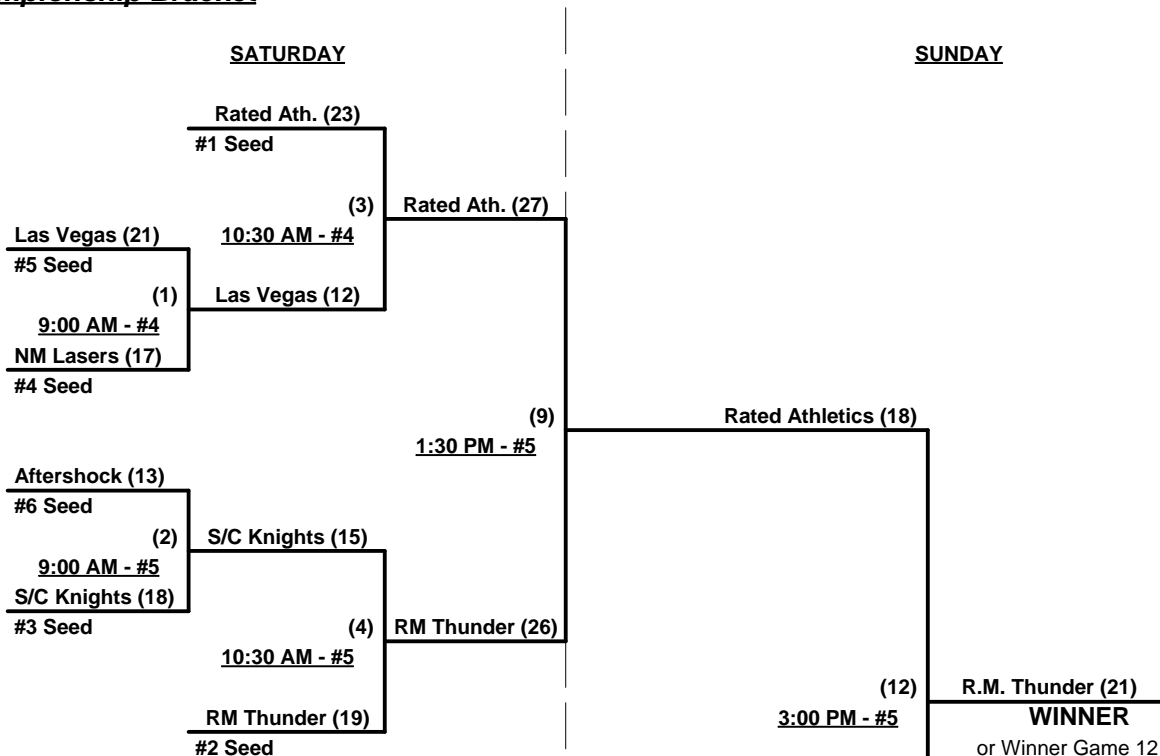 SATURDAY
SUNDAY
Rated Ath. (23)
#1 Seed
(3)
Rated Ath. (27)
10:30 AM - #4
Las Vegas (21)
#5 Seed
(1)
Las Vegas (12)
9:00 AM - #4
NM Lasers (17)
#4 Seed
(9)
Rated Athletics (18)
1:30 PM - #5
Aftershock (13)
#6 Seed
(2)
S/C Knights (15)
9:00 AM - #5
S/C Knights (18)
#3 Seed
(4)
RM Thunder (26)
10:30 AM - #5
RM Thunder (19)
#2 Seed
(12)
R.M. Thunder (21)
3:00 PM - #5
WINNER
or Winner Game 12